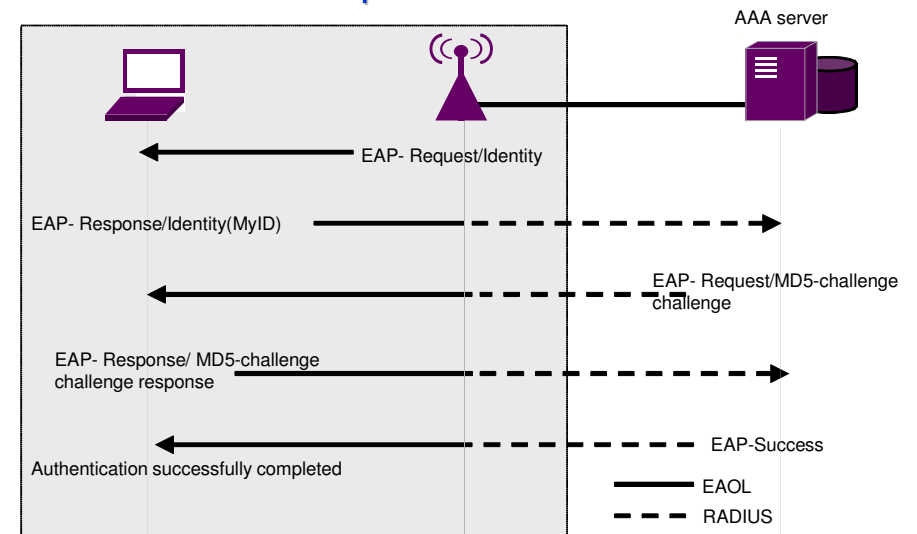 AAA server
EAP- Request/Identity
EAP- Response/Identity(MyID)
EAP- Request/MD5-challenge
challenge
EAP- Response/ MD5-challenge
challenge response
EAP-Success
Authentication successfully completed
EAOL
RADIUS